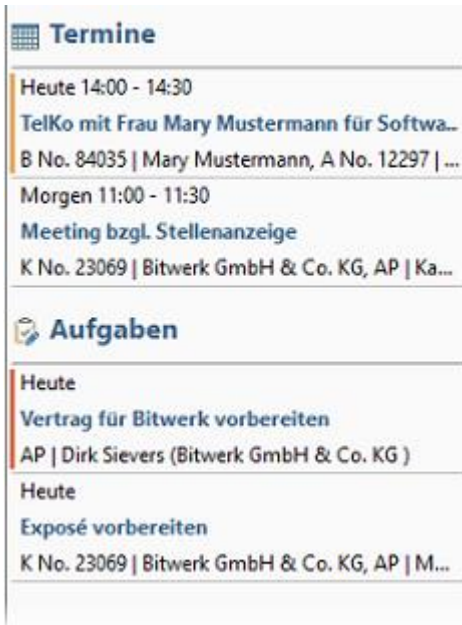 Termine
Heute 14:00 - 14:30
TelKo mit Frau Mary Mustermann für Softwa...
B No. 84035 | Mary Mustermann, A No. 12297 | ...
Morgen 11:00 - 11:30
Meeting bzgl. Stellenanzeige
K No. 23069 | Bitwerk GmbH & Co. KG, AP | Ka...
Aufgaben
Heute
Vertrag für Bitwerk vorbereiten
AP | Dirk Sievers (Bitwerk GmbH & Co. KG )
Heute
Exposé vorbereiten
K No. 23069 | Bitwerk GmbH & Co. KG, AP | M...